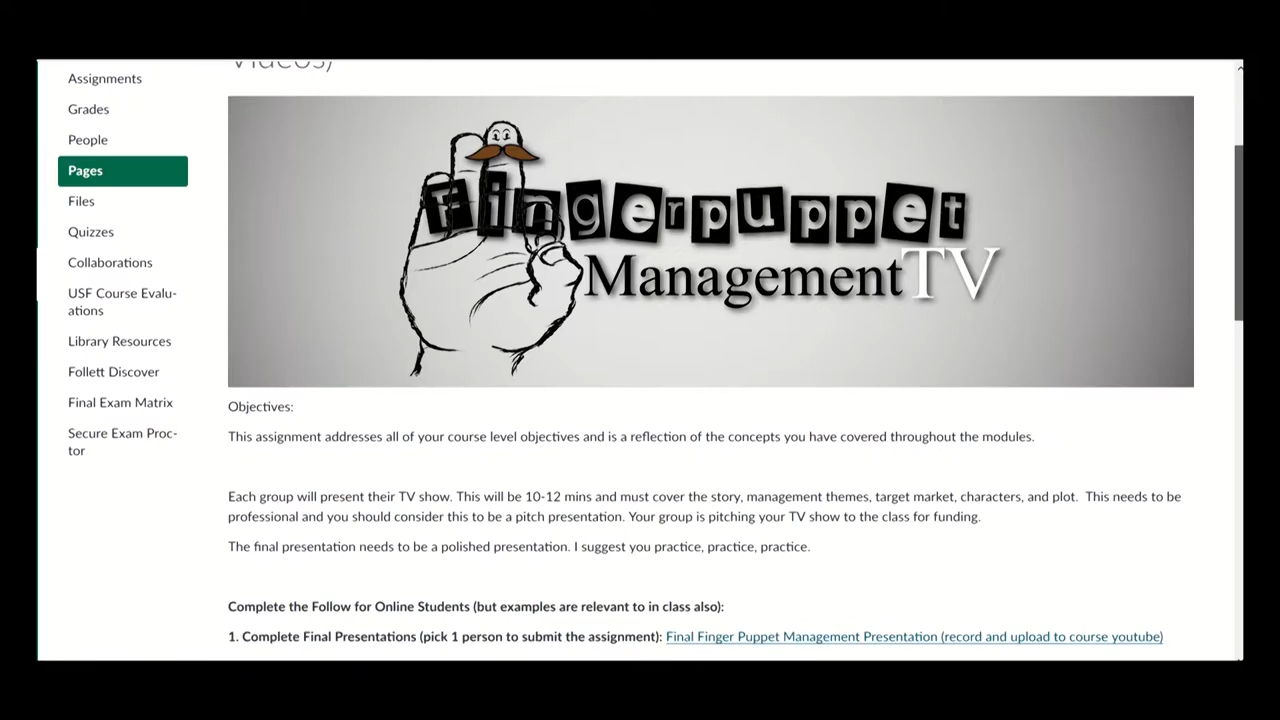 Videos)
Assignments
Grades
People
Pages
Files
Quizzes
Collaborations
USF Course Evalu-
ations
Library Resources
Follett Discover
Final Exam Matrix
Secure Exam Proc-
tor
Fingerpuppet
ManagementTV
Objectives:
This assignment addresses all of your course level objectives and is a reflection of the concepts you have covered throughout the modules.
Each group will present their TV show. This will be 10-12 mins and must cover the story, management themes, target market, characters, and plot.  This needs to be
professional and you should consider this to be a pitch presentation. Your group is pitching your TV show to the class for funding.
The final presentation needs to be a polished presentation. I suggest you practice, practice, practice.
Complete the Follow for Online Students (but examples are relevant to in class also):
1. Complete Final Presentations (pick 1 person to submit the assignment): Final Finger Puppet Management Presentation (record and upload to course youtube)